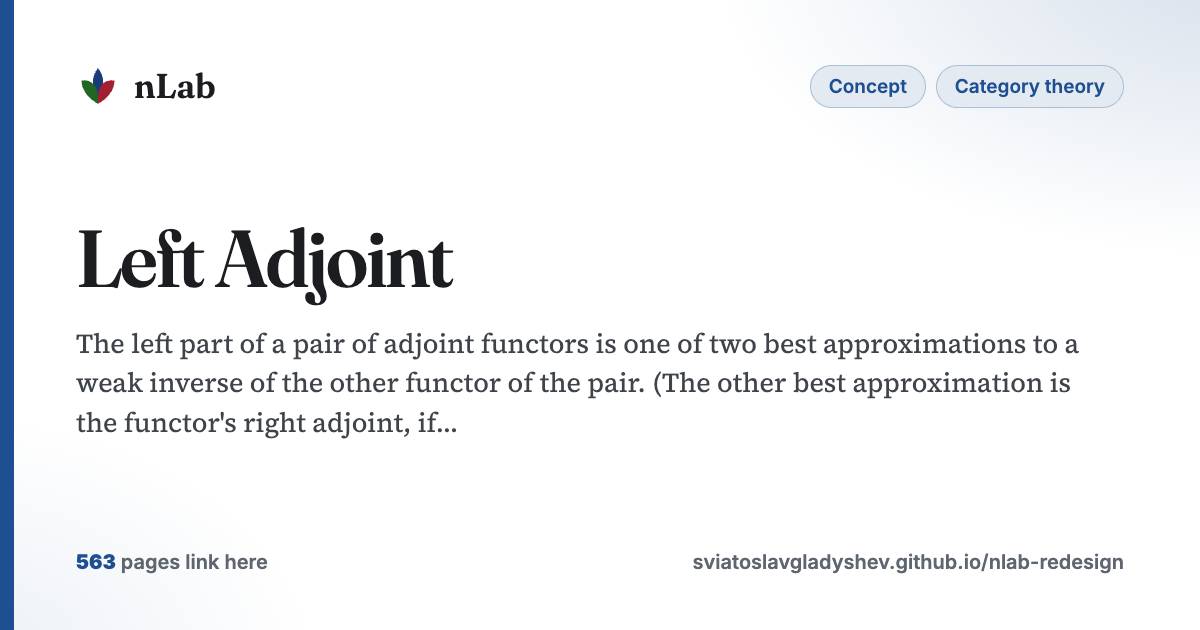 nLab
Concept
Category theory
Left Adjoint
The left part of a pair of adjoint functors is one of two best approximations to a
weak inverse of the other functor of the pair. (The other best approximation is
the functor's right adjoint, if...
563 pages link here
sviatoslavgladyshev.github.io/nlab-redesign